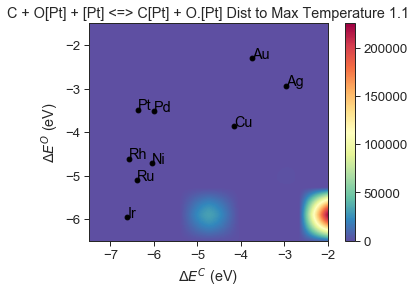 C + O[Pt] + [Pt] <=> C[Pt] + O.[Pt] Dist to Max Temperature 1.1
Au
Ag
Pt
Pd
Cu
Rh
Ni
Ru
Ir
−2
−3
−4
−5
−6
ΔE^O (eV)
−7
−6
−5
−4
−3
−2
ΔE^C (eV)
200000
150000
100000
50000
0